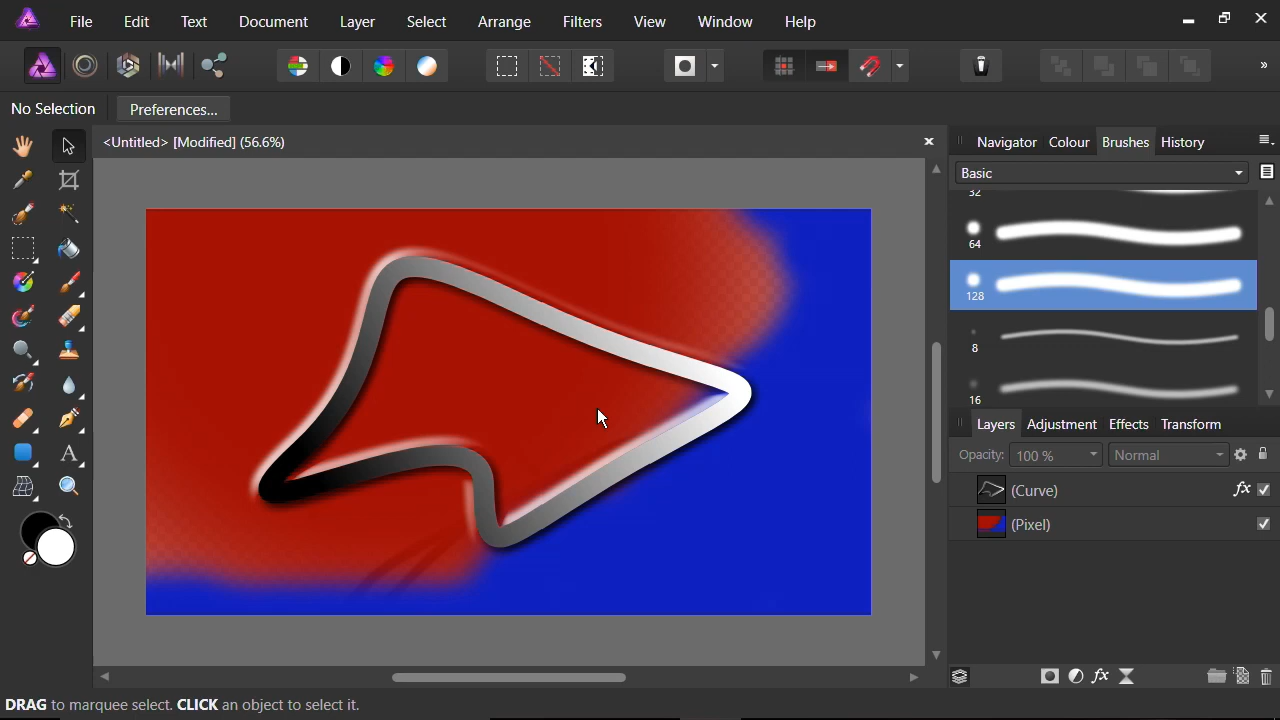 File Edit Text Document Layer Select Arrange Filters View Window Help
»
No Selection Preferences...
<Untitled> [Modified] (56.6%)
Navigator Colour Brushes History
Basic
32
64
128
8
16
Layers Adjustment Effects Transform
Opacity: 100 % Normal
(Curve) fx
(Pixel)
fx
DRAG to marquee select. CLICK an object to select it.